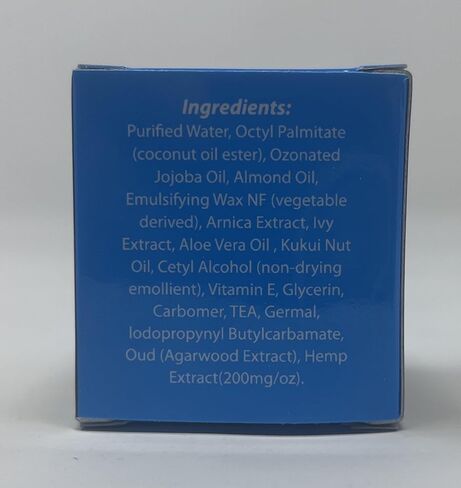 Ingredients:
Purified Water, Octyl Palmitate
(coconut oil ester), Ozonated
Jojoba Oil, Almond Oil,
Emulsifying Wax NF (vegetable
derived), Arnica Extract, Ivy
Extract, Aloe Vera Oil , Kukui Nut
Oil, Cetyl Alcohol (non-drying
emollient), Vitamin E, Glycerin,
Carbomer, TEA, Germal,
Iodopropynyl Butylcarbamate,
Oud (Agarwood Extract), Hemp
Extract(200mg/oz).